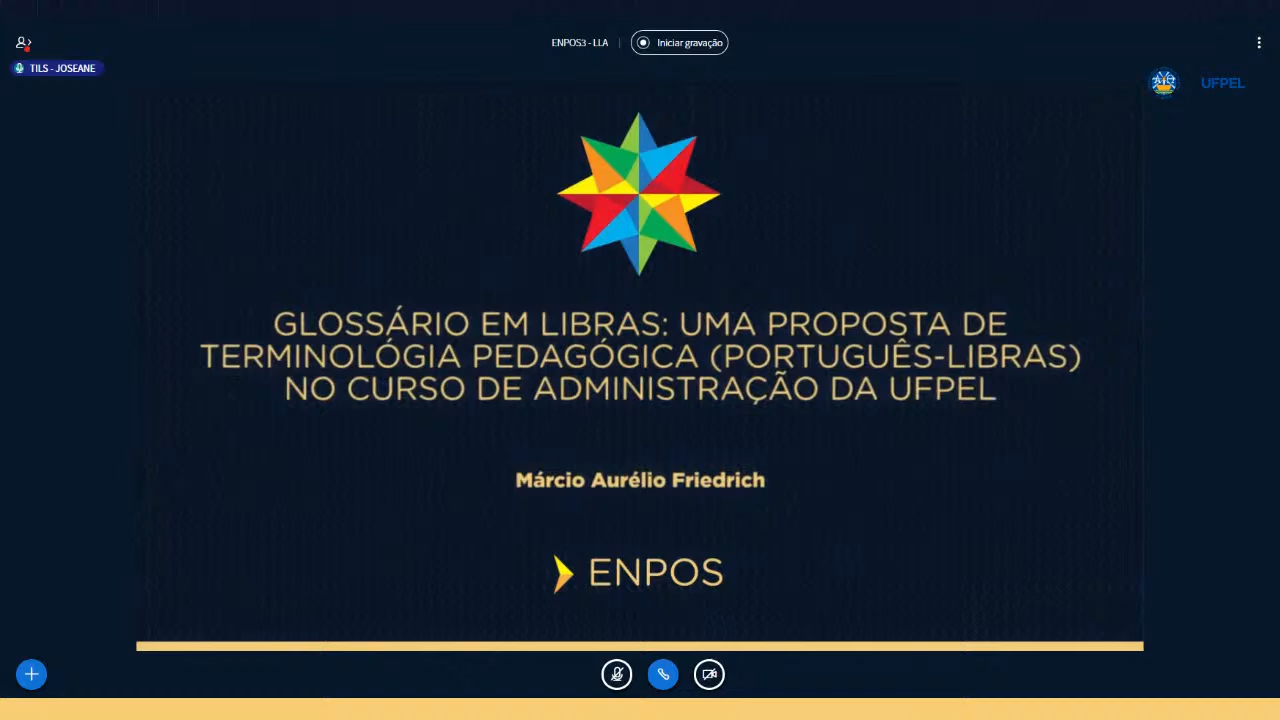 ENPOS3 - LLA
Iniciar gravação
TILS - JOSEANE
UFPEL
GLOSSÁRIO EM LIBRAS: UMA PROPOSTA DE
TERMINOLÓGIA PEDAGÓGICA (PORTUGUÊS-LIBRAS)
NO CURSO DE ADMINISTRAÇÃO DA UFPEL
Márcio Aurélio Friedrich
ENPOS